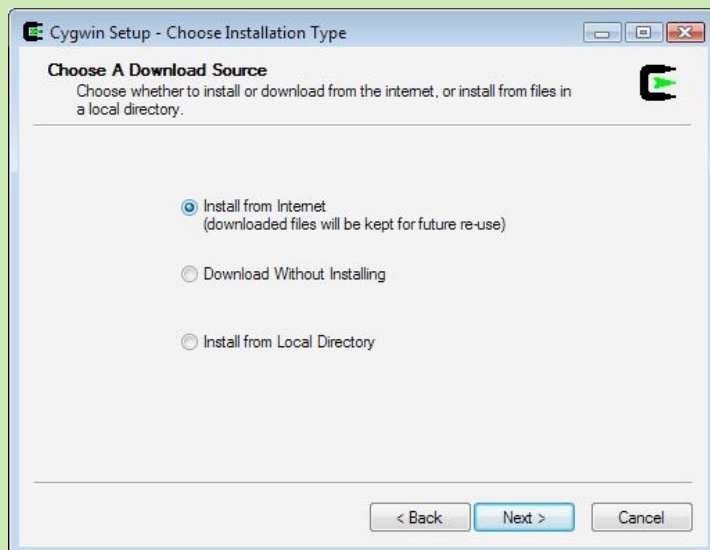 Cygwin Setup - Choose Installation Type
Choose A Download Source
Choose whether to install or download from the internet, or install from files in
a local directory.
Install from Internet
(downloaded files will be kept for future re-use)
Download Without Installing
Install from Local Directory
< Back Next > Cancel